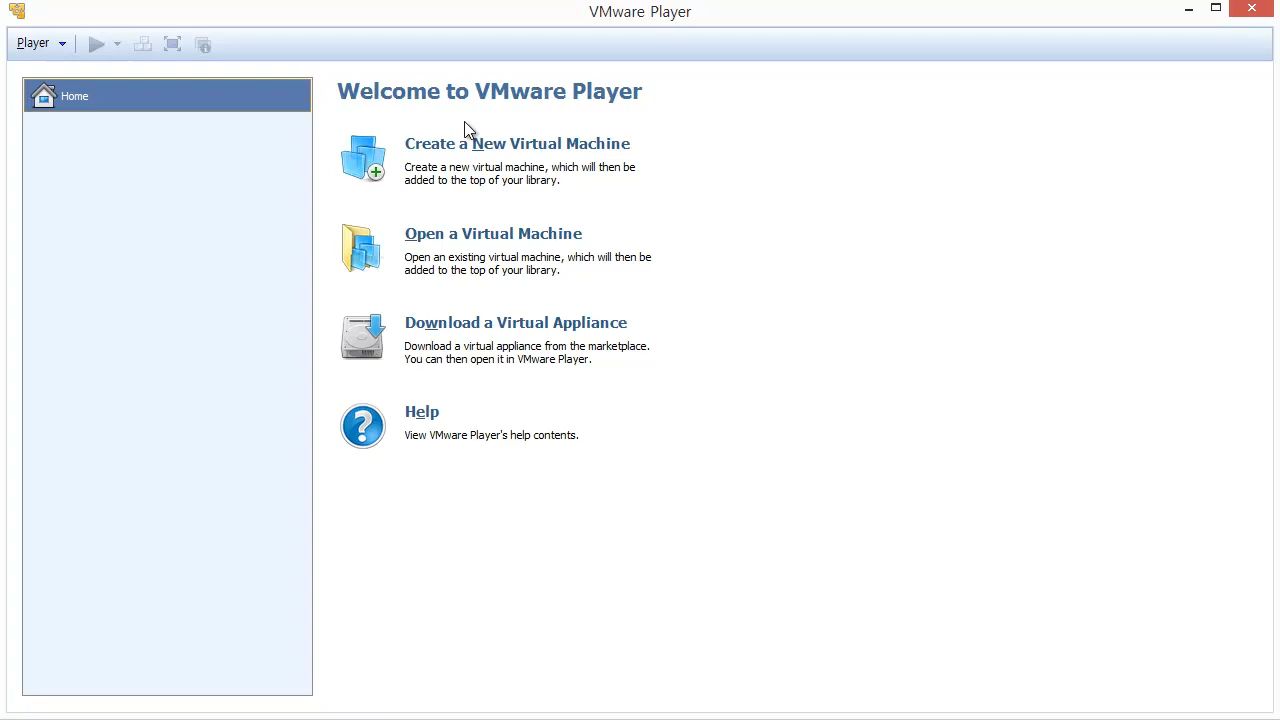 VMware Player
Player
Home
Welcome to VMware Player
Create a New Virtual Machine
Create a new virtual machine, which will then be
added to the top of your library.
Open a Virtual Machine
Open an existing virtual machine, which will then be
added to the top of your library.
Download a Virtual Appliance
Download a virtual appliance from the marketplace.
You can then open it in VMware Player.
Help
View VMware Player's help contents.